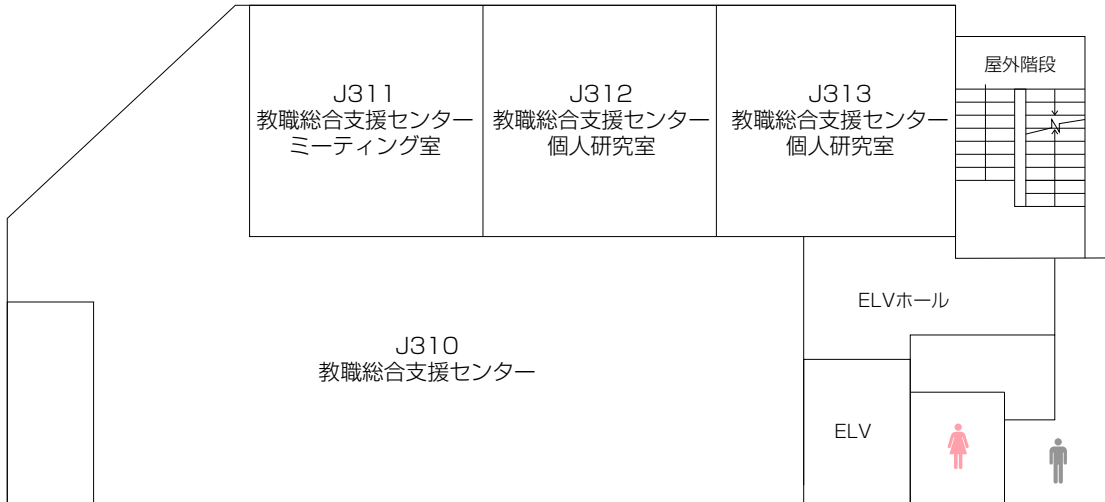 J311
教職総合支援センター
ミーティング室
J312
教職総合支援センター
個人研究室
J313
教職総合支援センター
個人研究室
屋外階段
ELVホール
J310
教職総合支援センター
ELV